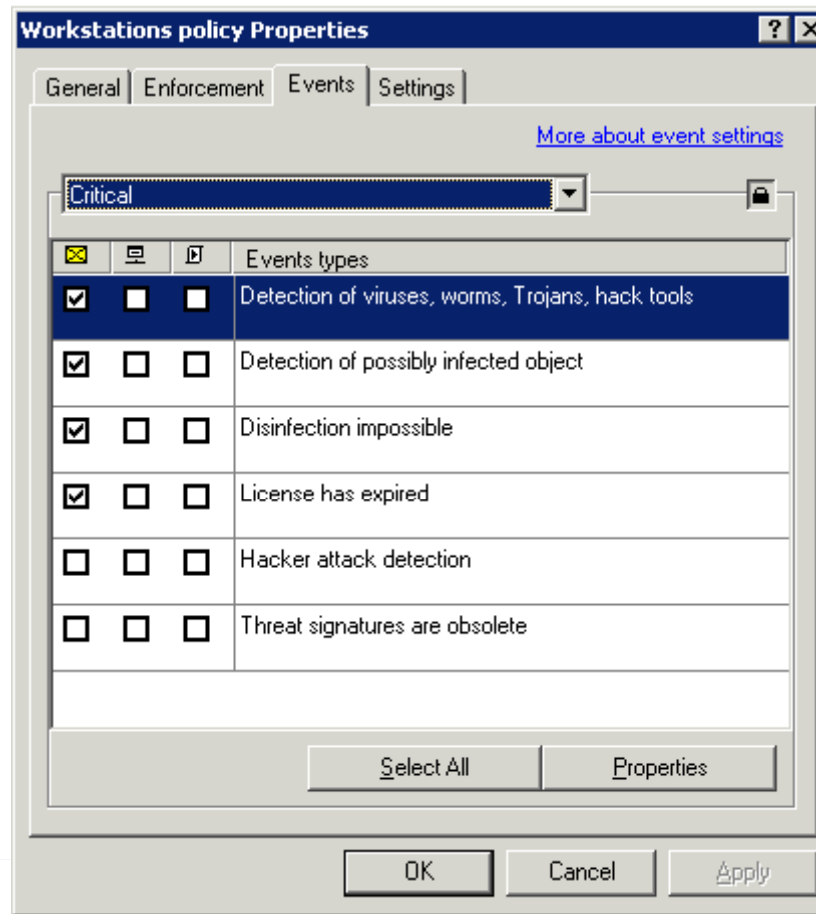 Workstations policy Properties
General Enforcement Events Settings
More about event settings
Critical
Events types
Detection of viruses, worms, Trojans, hack tools
Detection of possibly infected object
Disinfection impossible
License has expired
Hacker attack detection
Threat signatures are obsolete
Select All Properties
OK Cancel Apply